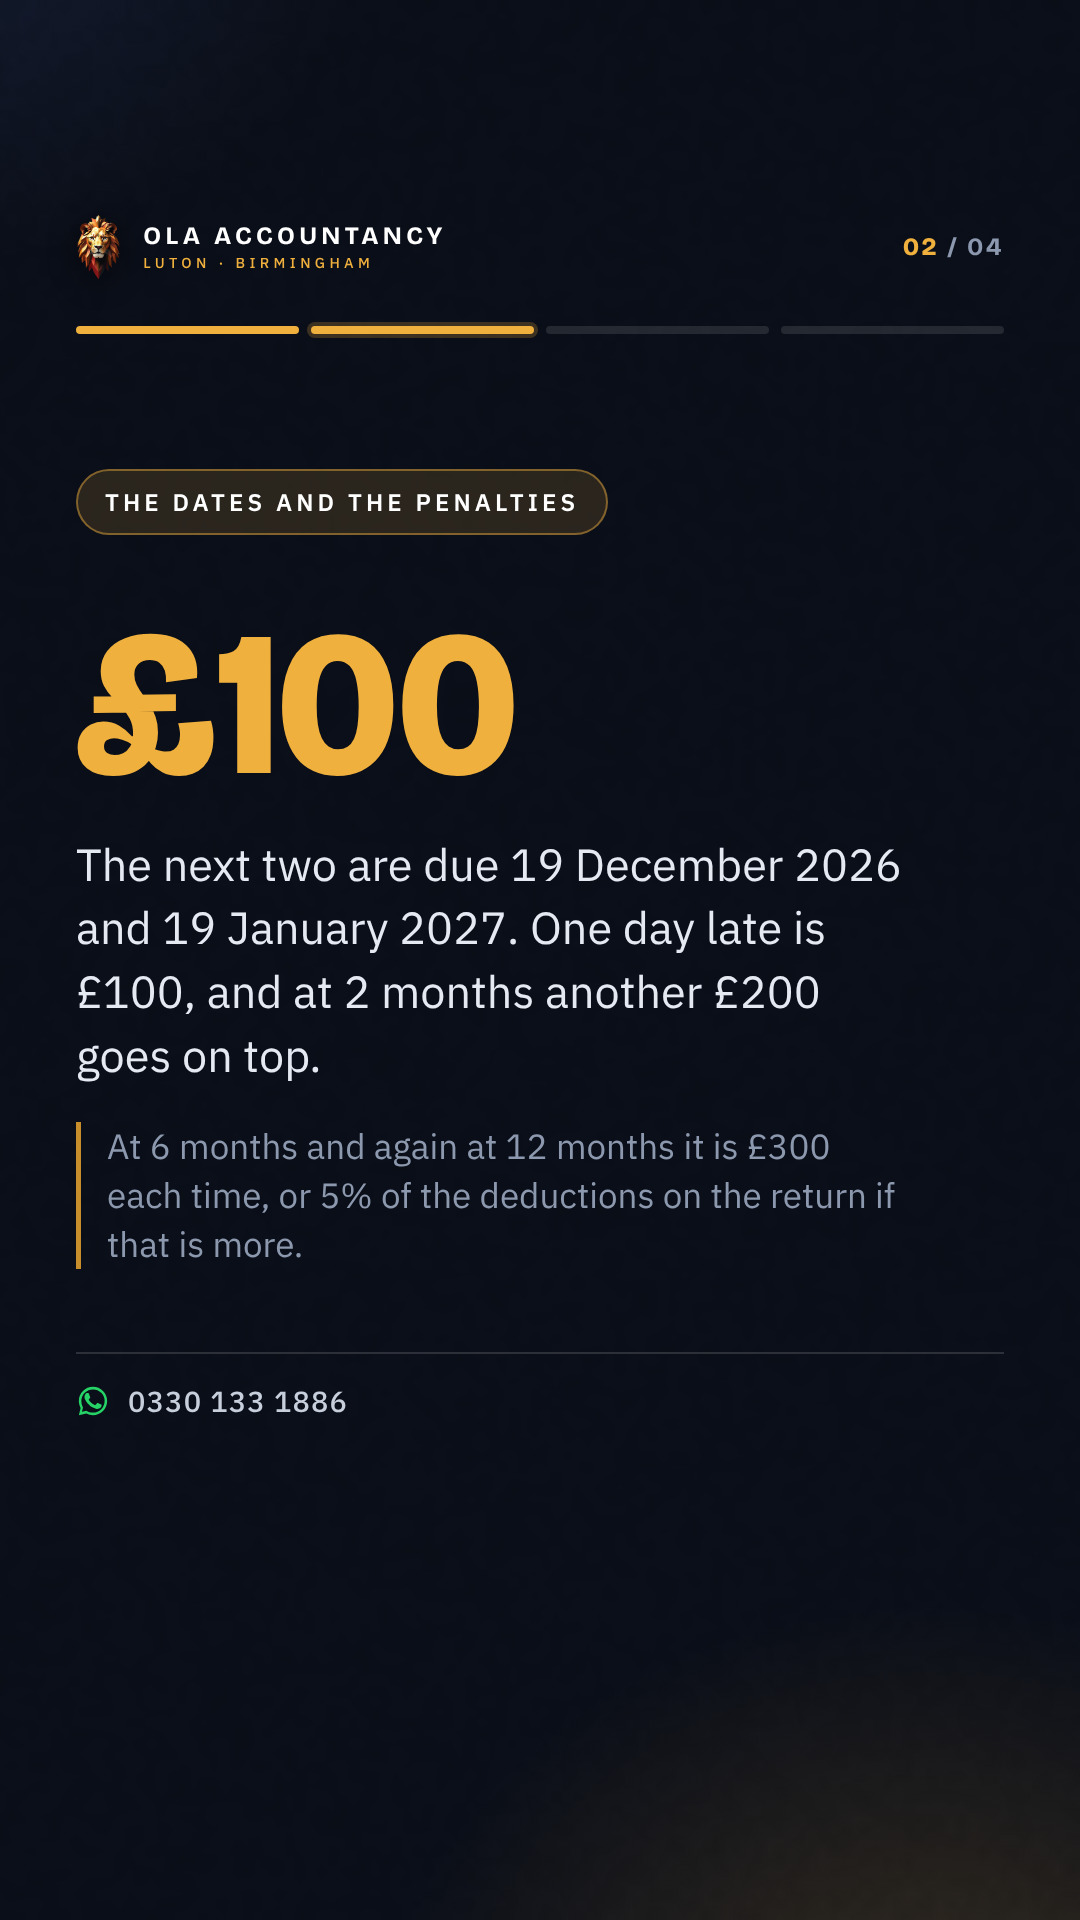 OLA ACCOUNTANCY
LUTON · BIRMINGHAM
02 / 04
THE DATES AND THE PENALTIES
£100
The next two are due 19 December 2026
and 19 January 2027. One day late is
£100, and at 2 months another £200
goes on top.
At 6 months and again at 12 months it is £300
each time, or 5% of the deductions on the return if
that is more.
0330 133 1886